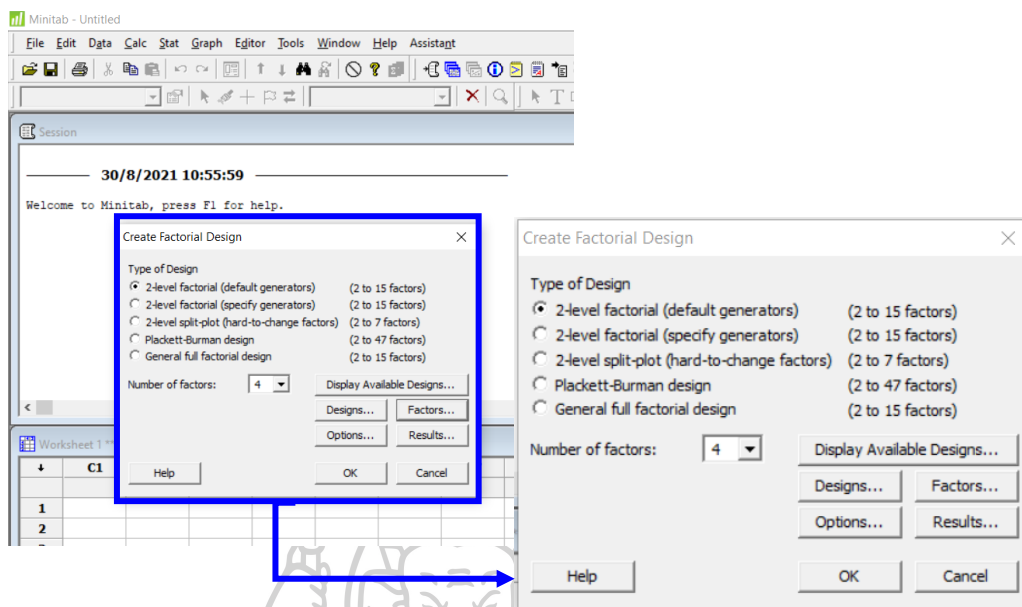 Minitab - Untitled
File Edit Data Calc Stat Graph Editor Tools Window Help Assistant
Session
30/8/2021 10:55:59
Welcome to Minitab, press F1 for help.
Create Factorial Design
Type of Design
2-level factorial (default generators) (2 to 15 factors)
2-level factorial (specify generators) (2 to 15 factors)
2-level split-plot (hard-to-change factors) (2 to 7 factors)
Plackett-Burman design (2 to 47 factors)
General full factorial design (2 to 15 factors)
Number of factors: 4 Display Available Designs...
Designs... Factors...
Options... Results...
Help OK Cancel
Worksheet 1 **
C1
1
2
Create Factorial Design
Type of Design
2-level factorial (default generators) (2 to 15 factors)
2-level factorial (specify generators) (2 to 15 factors)
2-level split-plot (hard-to-change factors) (2 to 7 factors)
Plackett-Burman design (2 to 47 factors)
General full factorial design (2 to 15 factors)
Number of factors: 4 Display Available Designs...
Designs... Factors...
Options... Results...
Help OK Cancel